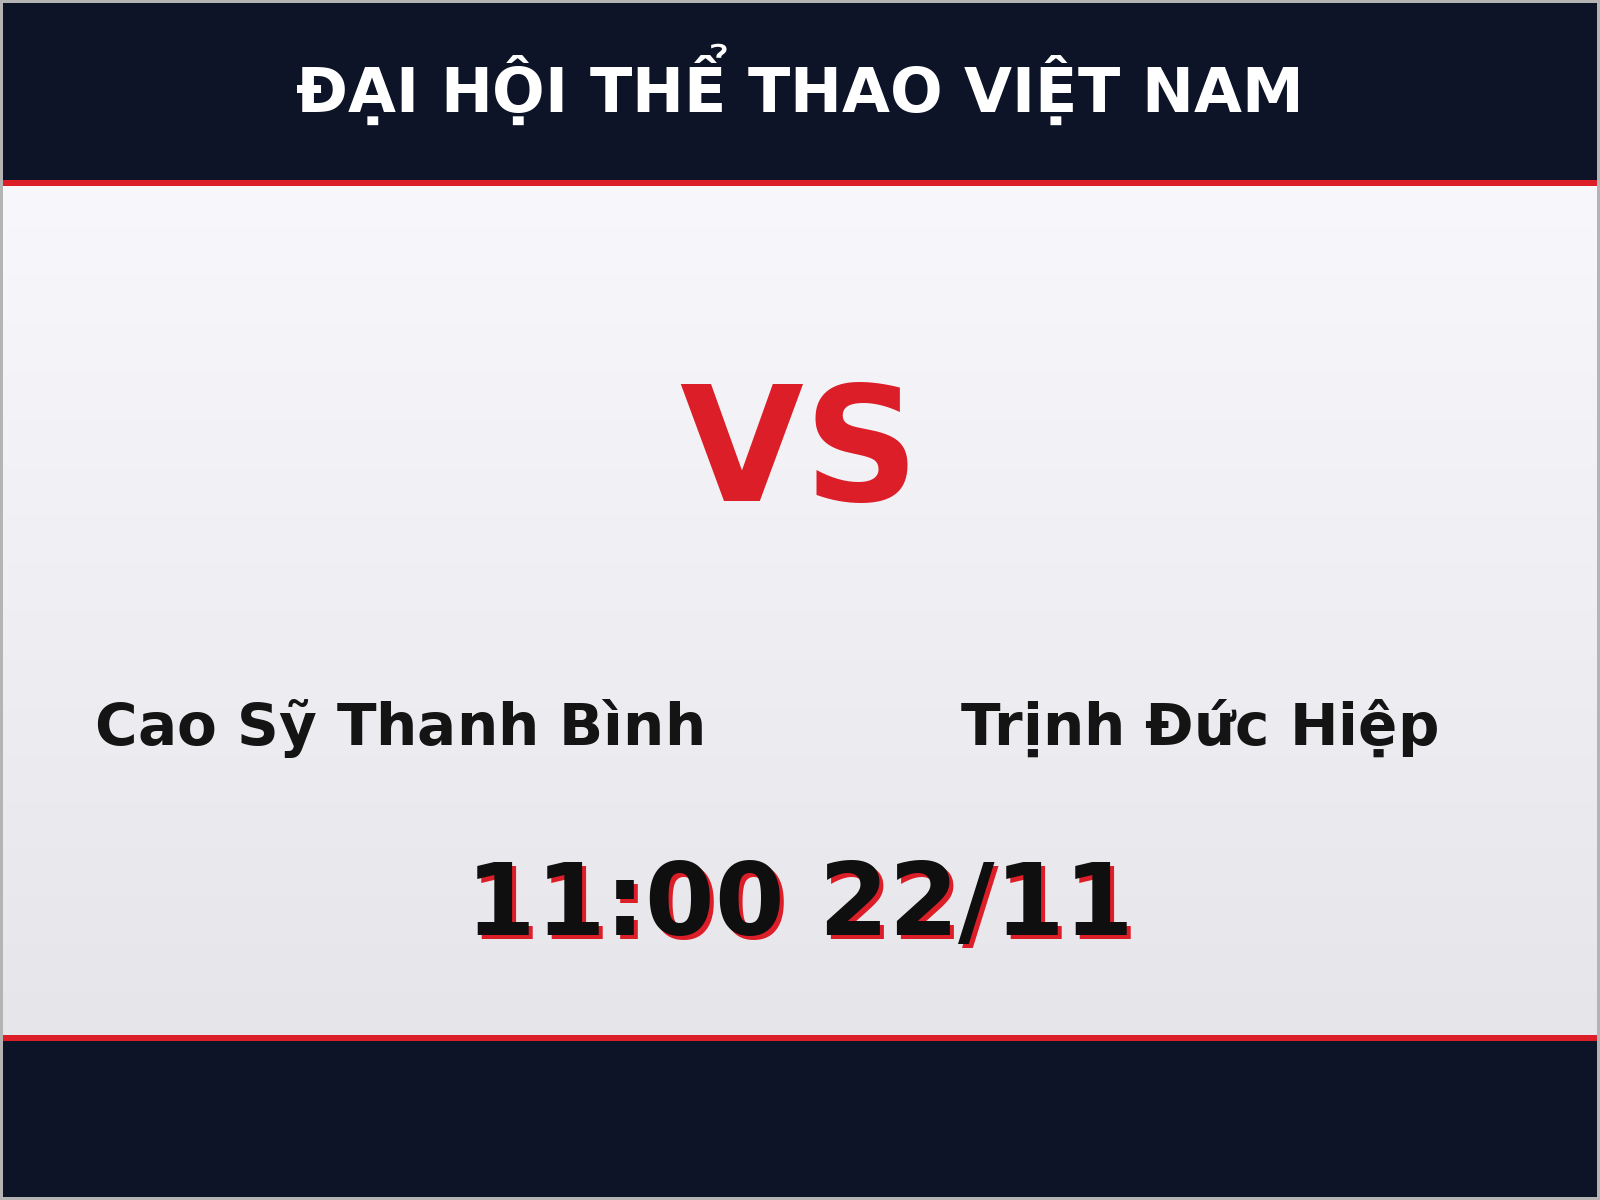 ĐẠI HỘI THỂ THAO VIỆT NAM
VS
Cao Sỹ Thanh Bình
Trịnh Đức Hiệp
11:00 22/11